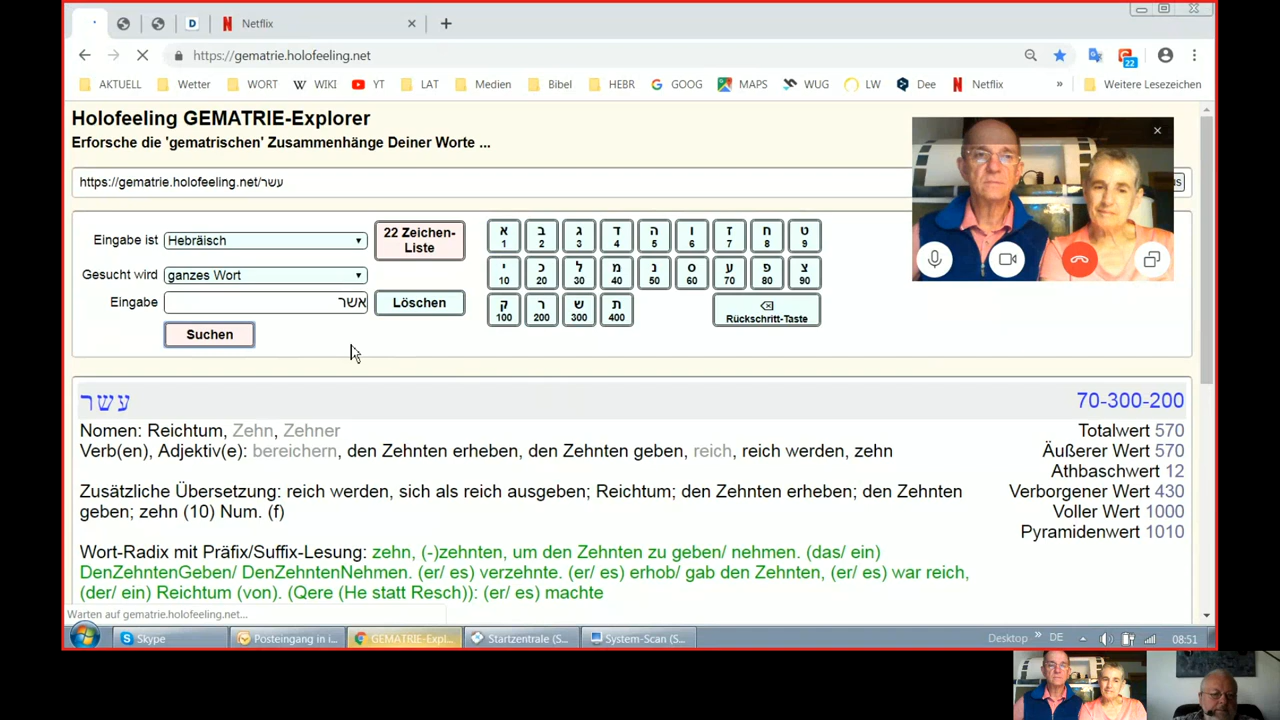 Netflix
https://gematrie.holofeeling.net
AKTUELL Wetter WORT WIKI YT LAT Medien Bibel HEBR GOOG MAPS WUG LW Dee Netflix » Weitere Lesezeichen
22
Holofeeling GEMATRIE-Explorer
Erforsche die 'gematrischen' Zusammenhänge Deiner Worte ...
https://gematrie.holofeeling.net/עשר
Eingabe ist Hebräisch
22 Zeichen-
Liste
Gesucht wird ganzes Wort
Eingabe אשר Löschen
Suchen
א ב ג ד ה ו ז ח ט
1 2 3 4 5 6 7 8 9
י כ ל מ נ ס ע פ צ
10 20 30 40 50 60 70 80 90
ק ר ש ת
100 200 300 400 Rückschritt-Taste
עשר 70-300-200
Nomen: Reichtum, Zehn, Zehner Totalwert 570
Verb(en), Adjektiv(e): bereichern, den Zehnten erheben, den Zehnten geben, reich, reich werden, zehn Äußerer Wert 570
Athbaschwert 12
Zusätzliche Übersetzung: reich werden, sich als reich ausgeben; Reichtum; den Zehnten erheben; den Zehnten Verborgener Wert 430
geben; zehn (10) Num. (f) Voller Wert 1000
Pyramidenwert 1010
Wort-Radix mit Präfix/Suffix-Lesung: zehn, (-)zehnten, um den Zehnten zu geben/ nehmen. (das/ ein)
DenZehntenGeben/ DenZehntenNehmen. (er/ es) verzehnte. (er/ es) erhob/ gab den Zehnten, (er/ es) war reich,
(der/ ein) Reichtum (von). (Qere (He statt Resch)): (er/ es) machte
Warten auf gematrie.holofeeling.net...
Skype Posteingang in i... GEMATRIE-Expl... Startzentrale (S... System-Scan (S... Desktop » DE 08:51